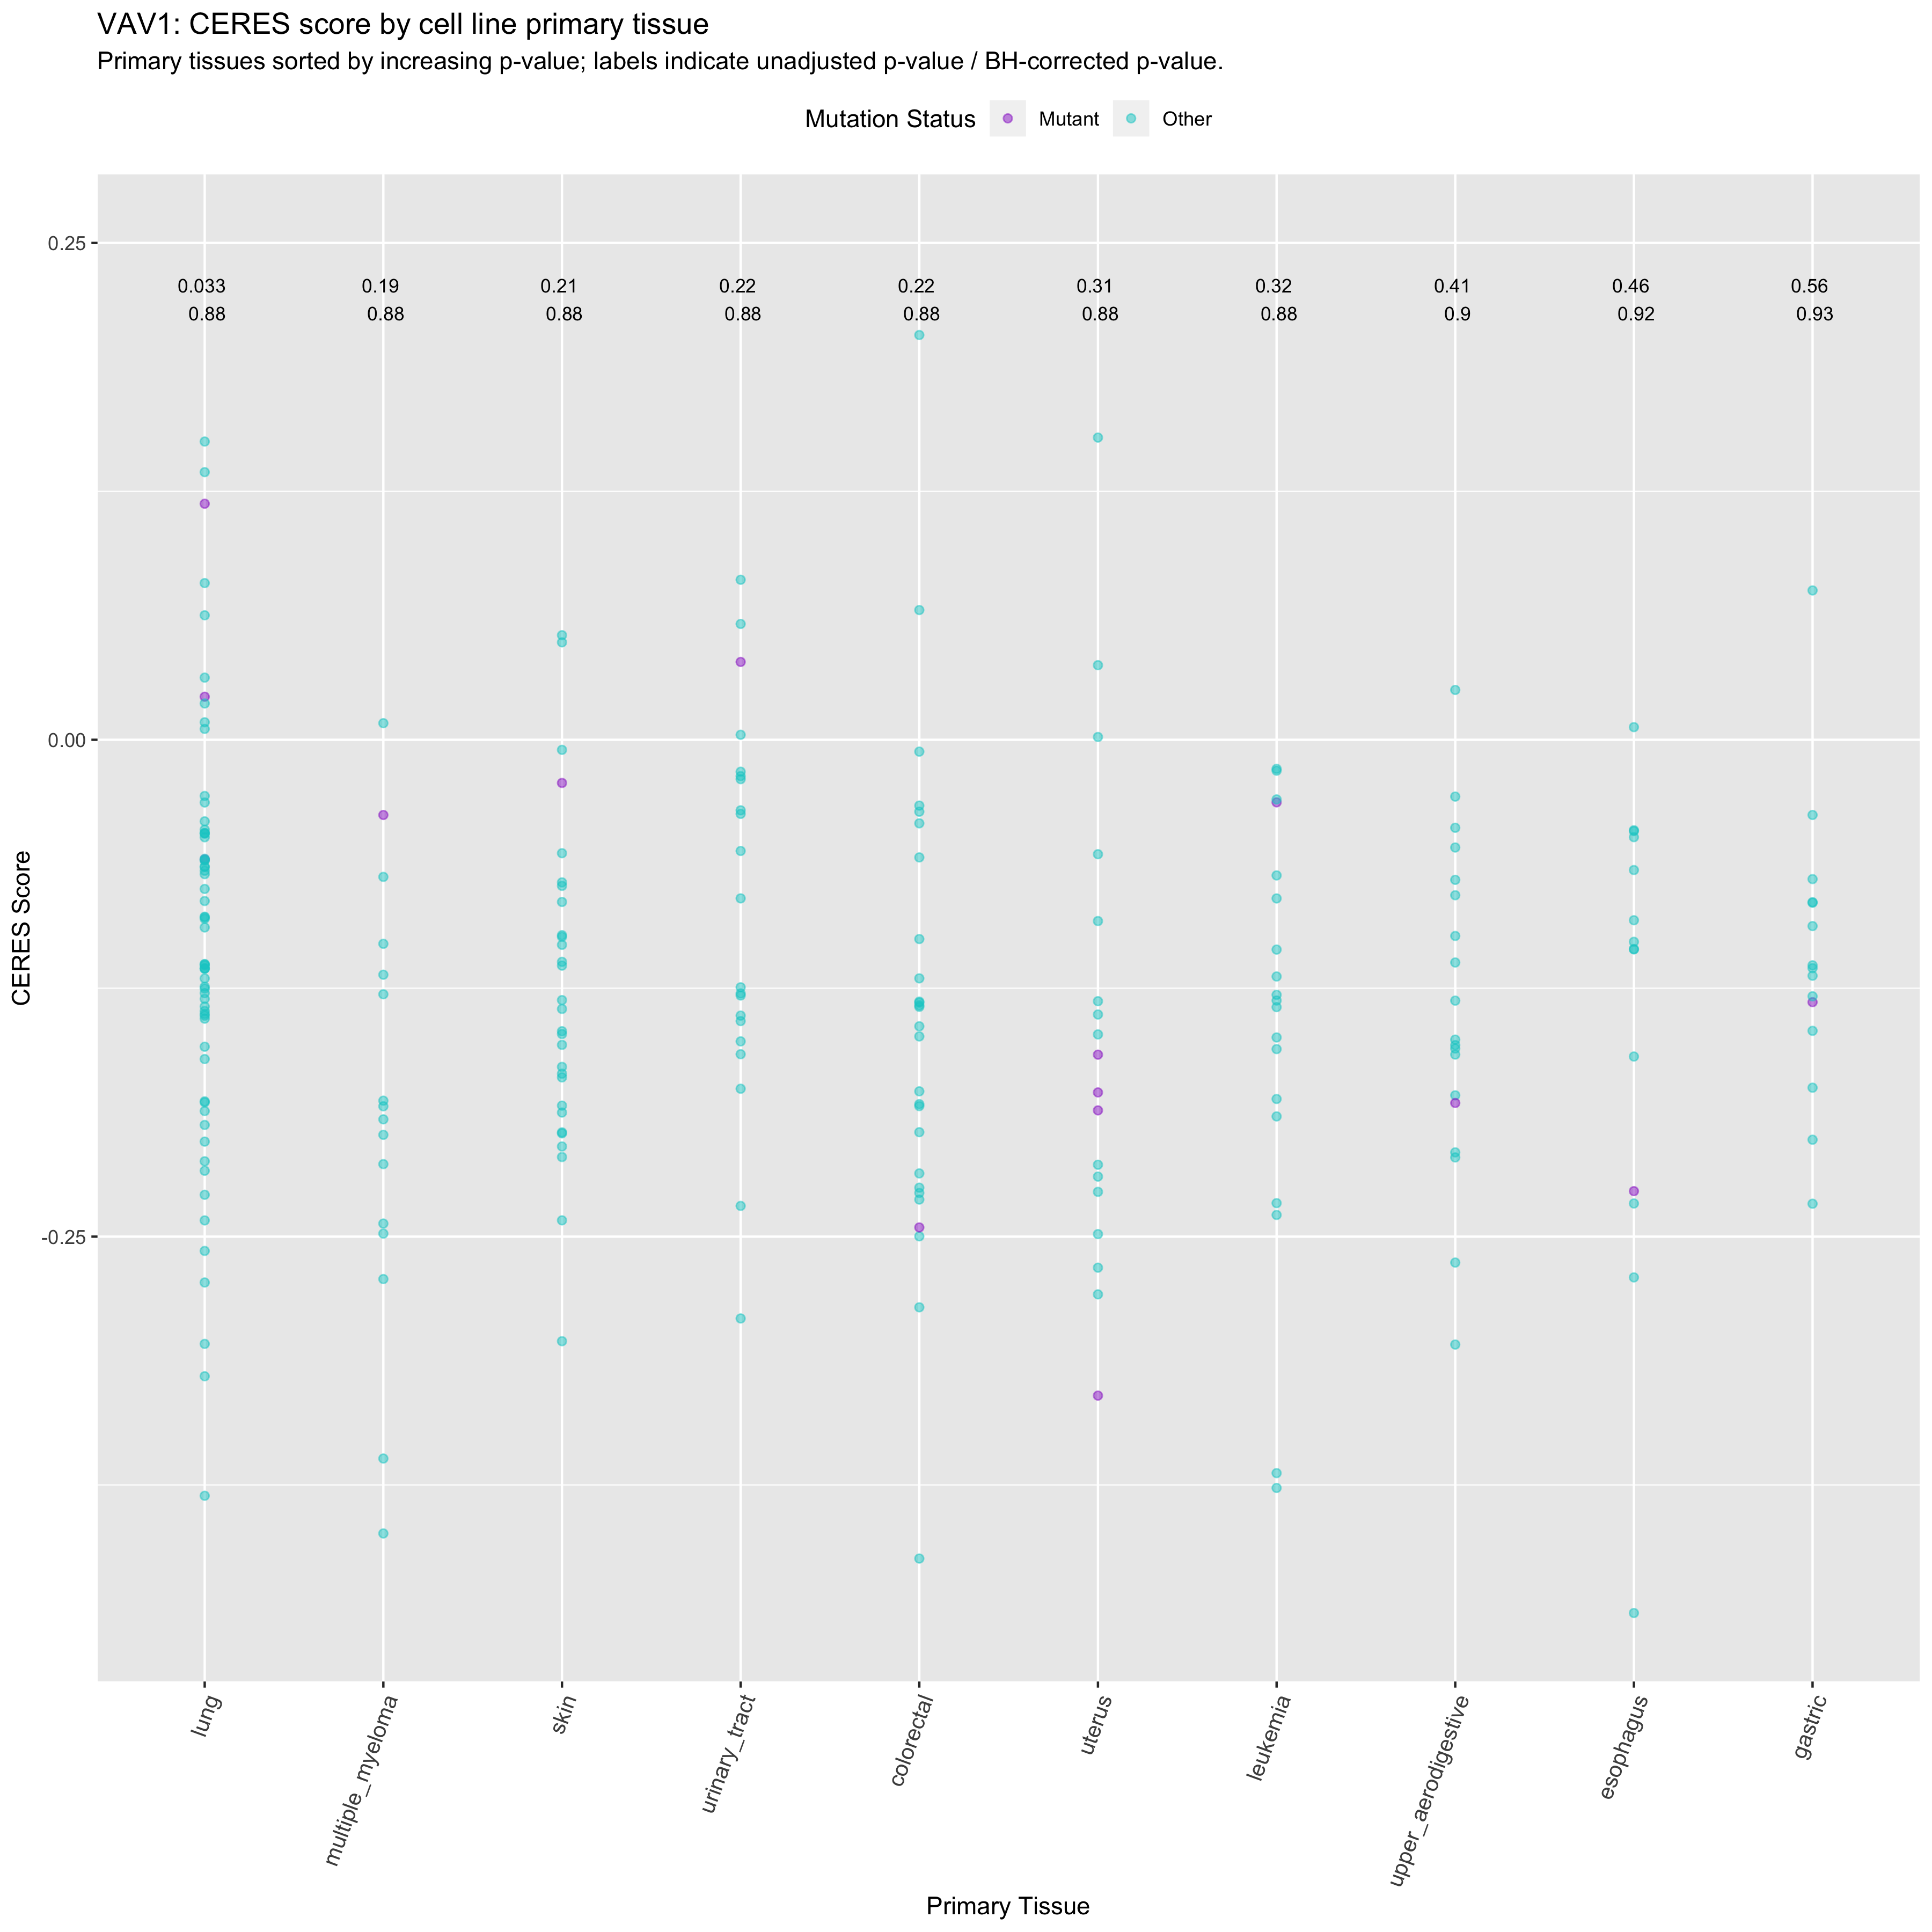 VAV1: CERES score by cell line primary tissue
Primary tissues sorted by increasing p-value; labels indicate unadjusted p-value / BH-corrected p-value.
Mutation Status Mutant Other
0.25
0.033 0.19 0.21 0.22 0.22 0.31 0.32 0.41 0.46 0.56
0.88 0.88 0.88 0.88 0.88 0.88 0.88 0.9 0.92 0.93
0.00
CERES Score
-0.25
lung multiple_myeloma skin urinary_tract colorectal uterus leukemia upper_aerodigestive esophagus gastric
Primary Tissue